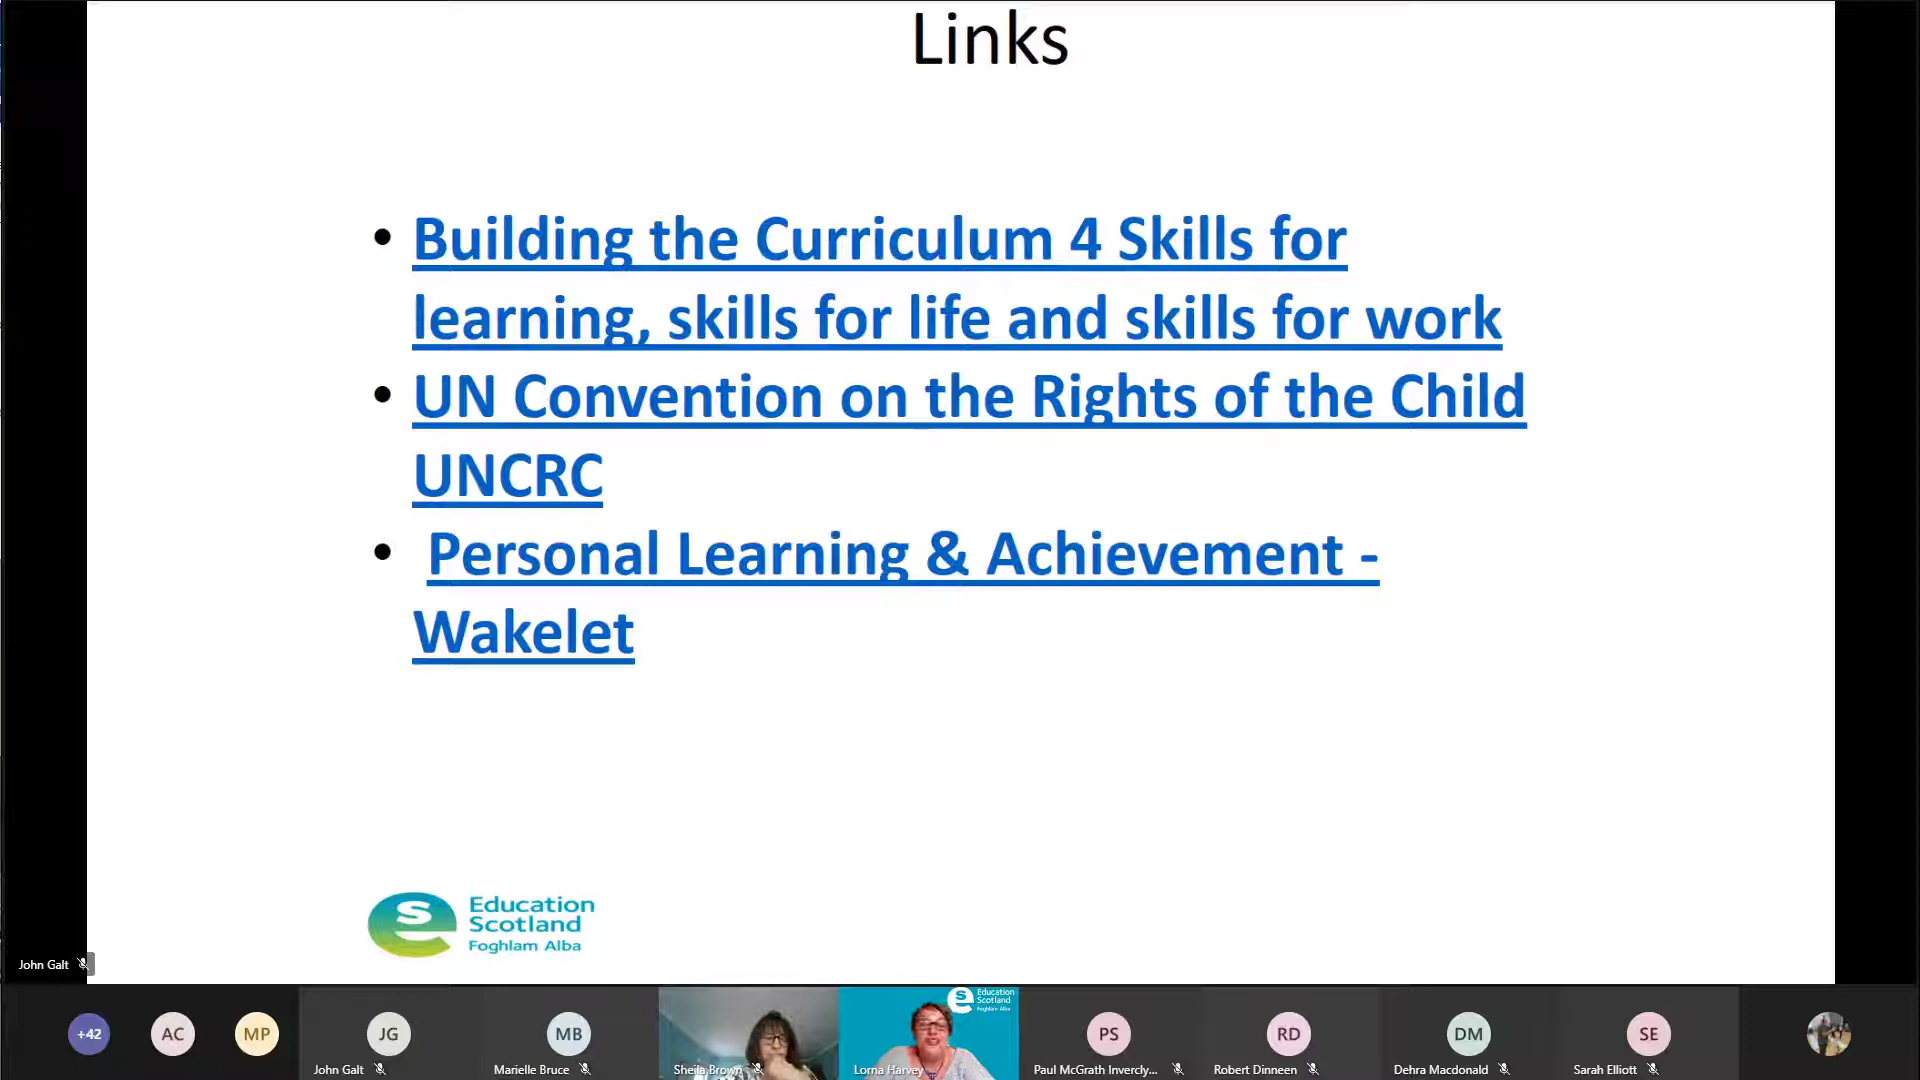 Links
• Building the Curriculum 4 Skills for
learning, skills for life and skills for work
• UN Convention on the Rights of the Child
UNCRC
• Personal Learning & Achievement -
Wakelet
Education
Scotland
Foghlam Alba
John Galt
+42
AC
MP
JG
John Galt
MB
Marielle Bruce
Sheila Brown
Education
Scotland
Foghlam Alba
Lorna Harvey
PS
Paul McGrath Invercly...
RD
Robert Dinneen
DM
Dehra Macdonald
SE
Sarah Elliott